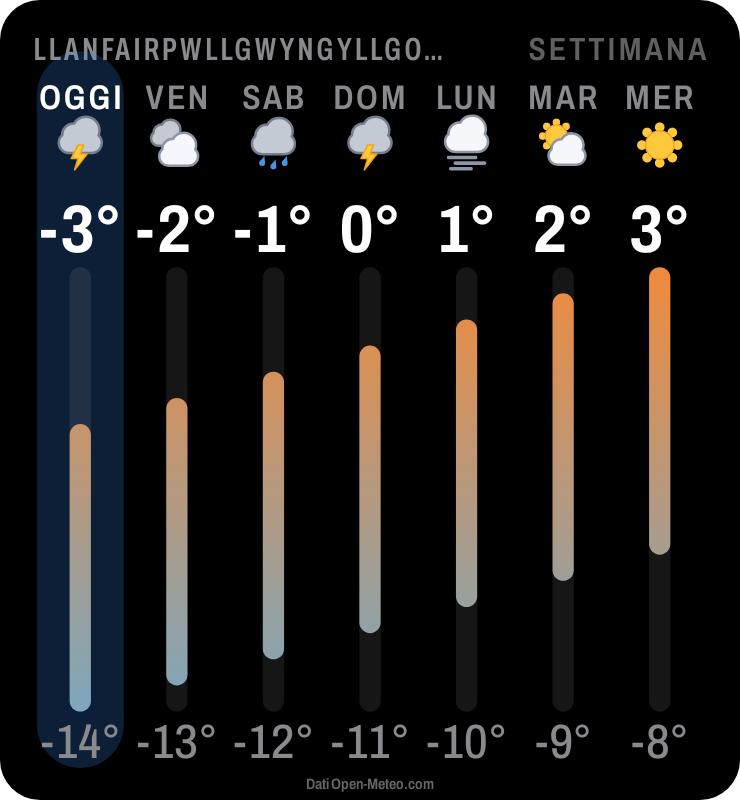 LLANFAIRPWLLGWYNGYLLGO… SETTIMANA
OGGI VEN SAB DOM LUN MAR MER
-3° -2° -1° 0° 1° 2° 3°
-14° -13° -12° -11° -10° -9° -8°
Dati Open-Meteo.com